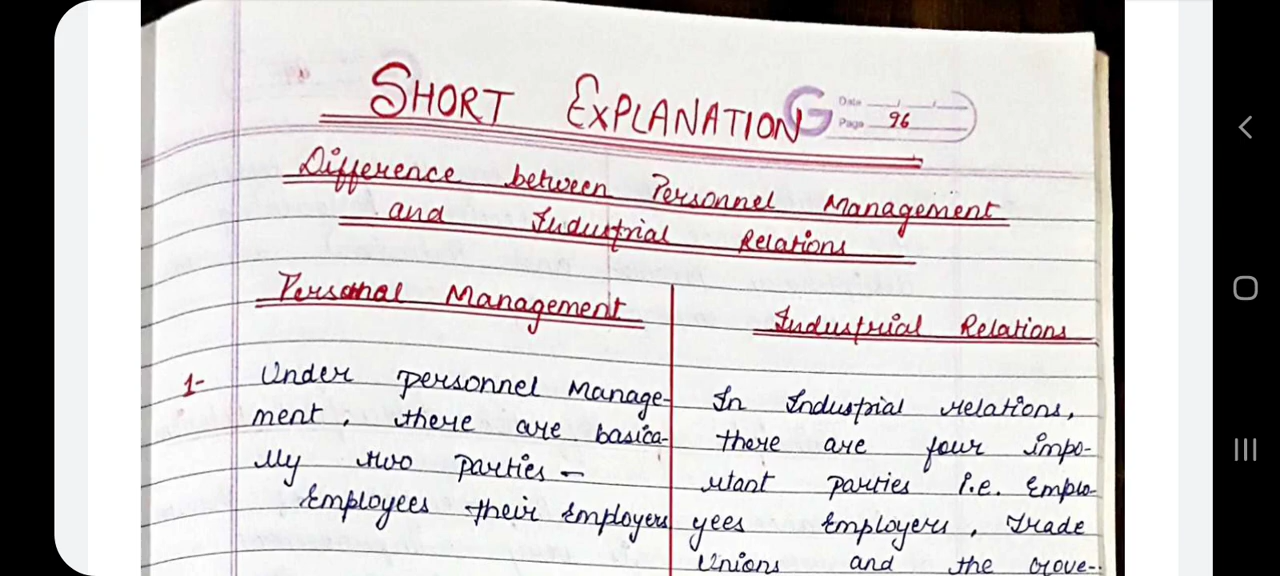 SHORT EXPLANATION
Date
Page 96
Difference between Personnel Management
and Industrial Relations
Personal Management
1- Under personnel manage-
ment, there are basica-
lly two parties -
Employees their employers
Industrial Relations
In Industrial relations,
there are four impo-
rtant parties i.e. Emplo-
yees Employers, Trade
Unions and the Gove-